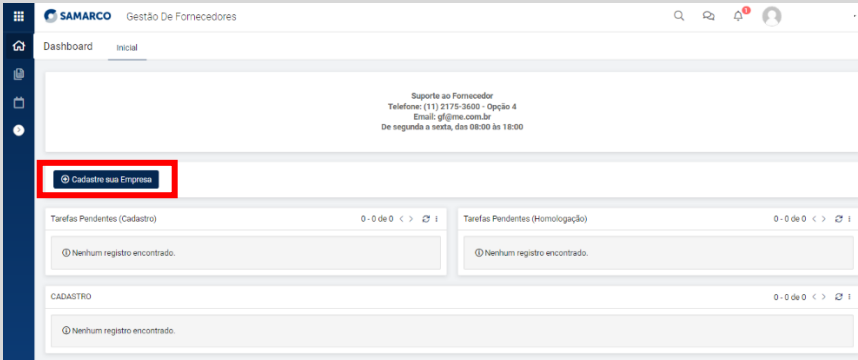 SAMARCO Gestão De Fornecedores
1
Dashboard Inicial
Suporte ao Fornecedor
Telefone: (11) 2175-3600 - Opção 4
Email: gf@me.com.br
De segunda a sexta, das 08:00 às 18:00
Cadastre sua Empresa
Tarefas Pendentes (Cadastro) 0 - 0 de 0
Nenhum registro encontrado.
Tarefas Pendentes (Homologação) 0 - 0 de 0
Nenhum registro encontrado.
CADASTRO 0 - 0 de 0
Nenhum registro encontrado.